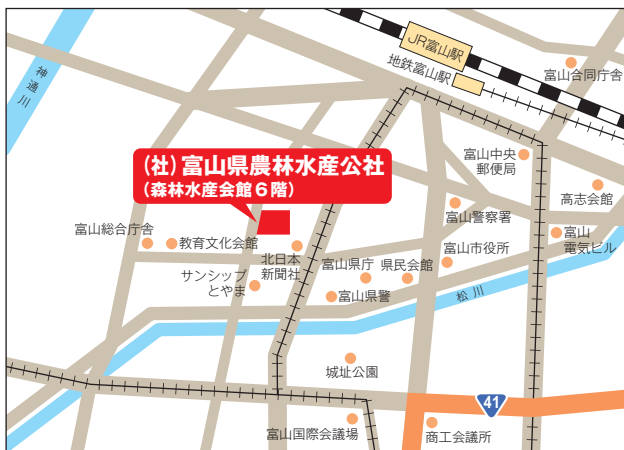 JR富山駅
地鉄富山駅
富山合同庁舎
神通川
(社)富山県農林水産公社
(森林水産会館6階)
富山中央
郵便局
高志会館
富山警察署
富山
電気ビル
富山総合庁舎
教育文化会館
北日本
新聞社
富山市役所
富山県庁
県民会館
サンシップ
とやま
富山県警
松川
城址公園
41
富山国際会議場
商工会議所